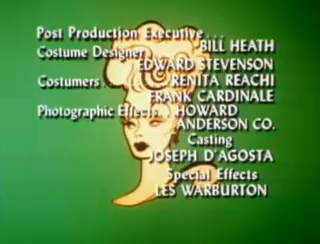 Post Production Executive . . .
BILL HEATH
Costume Designer
EDWARD STEVENSON
Costumers . . RENITA REACHI
FRANK CARDINALE
Photographic Effects . . HOWARD
ANDERSON CO.
Casting
JOSEPH D'AGOSTA
Special Effects
LES WARBURTON